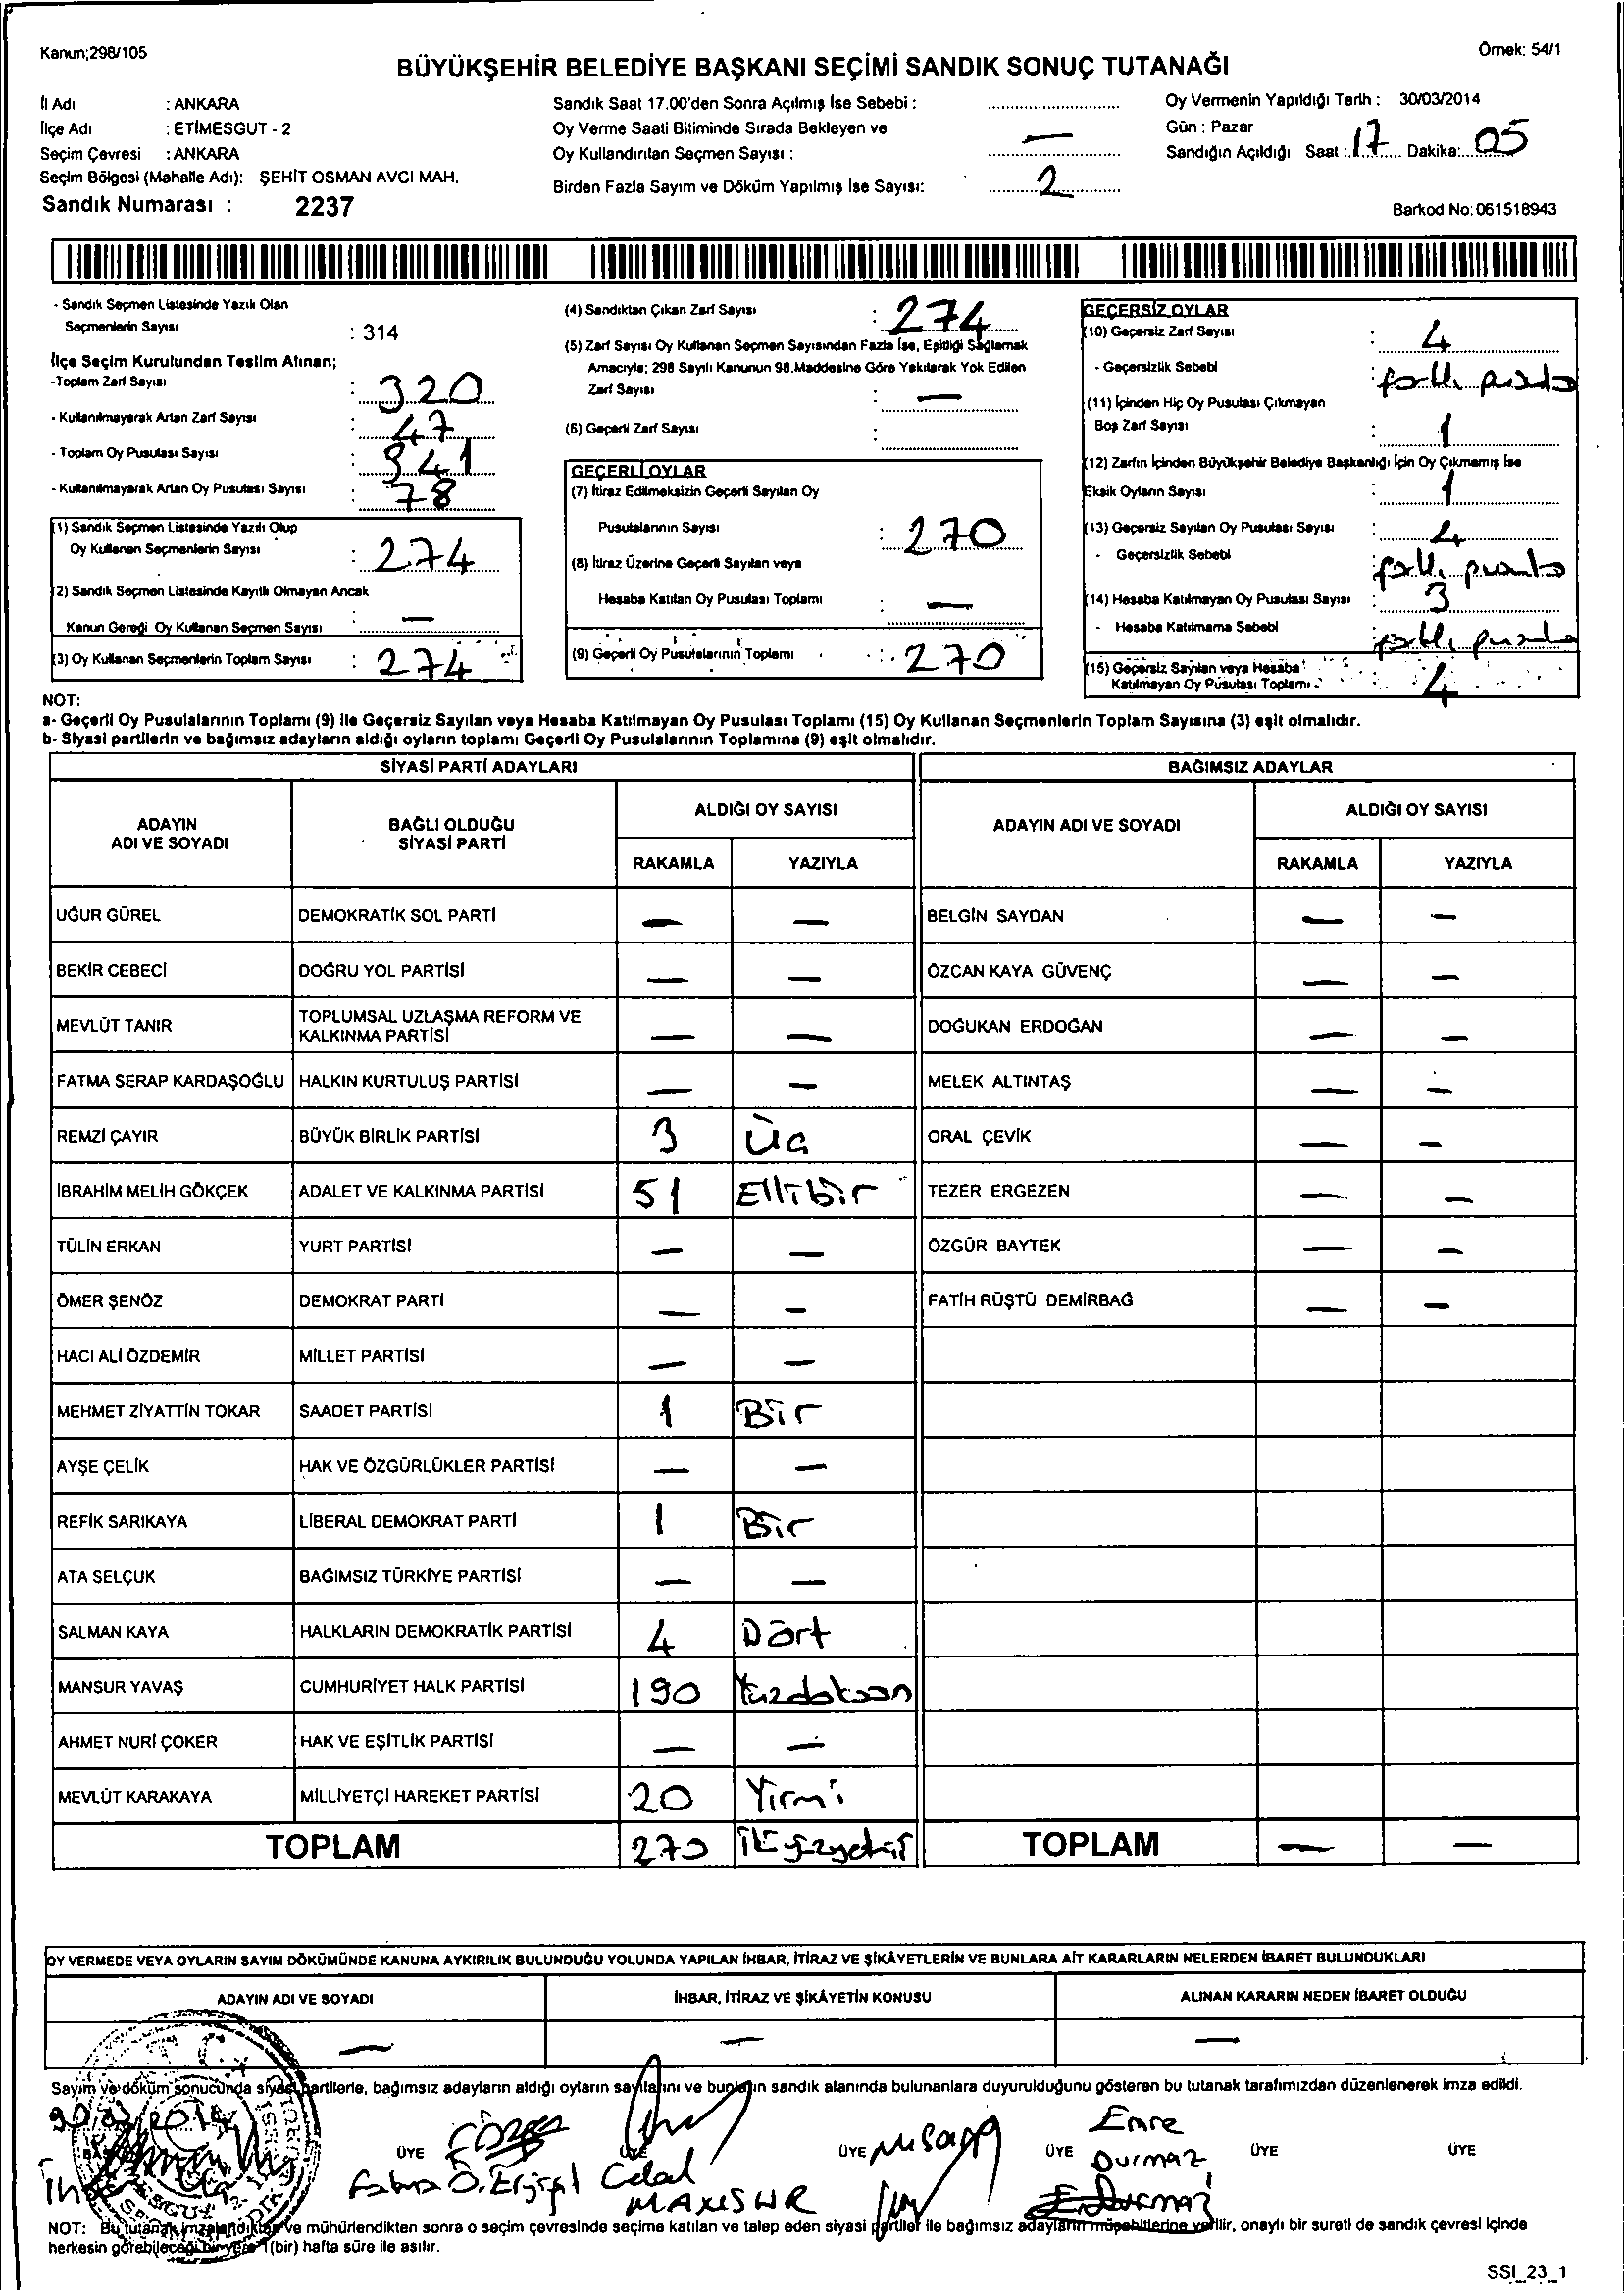 Kanun;298/105
Örnek: 54/1
BÜYÜKŞEHİR BELEDİYE BAŞKANI SEÇİMİ SANDIK SONUÇ TUTANAĞI
İl Adı : ANKARA
İlçe Adı : ETİMESGUT - 2
Seçim Çevresi : ANKARA
Seçim Bölgesi (Mahalle Adı): ŞEHİT OSMAN AVCI MAH.
Sandık Numarası : 2237
Sandık Saat 17.00'den Sonra Açılmış İse Sebebi :
Oy Verme Saati Bitiminde Sırada Bekleyen ve
Oy Kullandırılan Seçmen Sayısı : —
Birden Fazla Sayım ve Döküm Yapılmış İse Sayısı: 2
Oy Vermenin Yapıldığı Tarih : 30/03/2014
Gün : Pazar
Sandığın Açıldığı Saat : 17 Dakika: 05
Barkod No: 061518943
- Sandık Seçmen Listesinde Yazılı Olan
Seçmenlerin Sayısı : 314
İlçe Seçim Kurulundan Teslim Alınan;
-Toplam Zarf Sayısı : 320
- Kullanılmayarak Artan Zarf Sayısı : 47
- Toplam Oy Pusulası Sayısı : 341
- Kullanılmayarak Artan Oy Pusulası Sayısı : 78
(1) Sandık Seçmen Listesinde Yazılı Olup
Oy Kullanan Seçmenlerin Sayısı : 274
(2) Sandık Seçmen Listesinde Kayıtlı Olmayan Ancak
Kanun Gereği Oy Kullanan Seçmen Sayısı —
(3) Oy Kullanan Seçmenlerin Toplam Sayısı : 274
(4) Sandıktan Çıkan Zarf Sayısı : 274
(5) Zarf Sayısı Oy Kullanan Seçmen Sayısından Fazla İse, Eşitliği Sağlamak
Amacıyla; 298 Sayılı Kanunun 98.Maddesine Göre Yakılarak Yok Edilen
Zarf Sayısı : —
(6) Geçerli Zarf Sayısı :
GEÇERLİ OYLAR
(7) İtiraz Edilmeksizin Geçerli Sayılan Oy
Pusulalarının Sayısı : 270
(8) İtiraz Üzerine Geçerli Sayılan veya
Hesaba Katılan Oy Pusulası Toplamı : —
(9) Geçerli Oy Pusulalarının Toplamı : 270
GEÇERSİZ OYLAR
(10) Geçersiz Zarf Sayısı : 4
- Geçersizlik Sebebi
(11) İçinden Hiç Oy Pusulası Çıkmayan
Boş Zarf Sayısı : 1
(12) Zarfın İçinden Büyükşehir Belediye Başkanlığı İçin Oy Çıkmamış İse
Eksik Oyların Sayısı : 1
(13) Geçersiz Sayılan Oy Pusulası Sayısı : 4
- Geçersizlik Sebebi
(14) Hesaba Katılmayan Oy Pusulası Sayısı : 3
- Hesaba Katılmama Sebebi
(15) Geçersiz Sayılan veya Hesaba
Katılmayan Oy Pusulası Toplamı : 4
NOT:
a- Geçerli Oy Pusulalarının Toplamı (9) ile Geçersiz Sayılan veya Hesaba Katılmayan Oy Pusulası Toplamı (15) Oy Kullanan Seçmenlerin Toplam Sayısına (3) eşit olmalıdır.
b- Siyasi partilerin ve bağımsız adayların aldığı oyların toplamı Geçerli Oy Pusulalarının Toplamına (9) eşit olmalıdır.
SİYASİ PARTİ ADAYLARI
BAĞIMSIZ ADAYLAR
ADAYIN
ADI VE SOYADI
BAĞLI OLDUĞU
SİYASİ PARTİ
ALDIĞI OY SAYISI
RAKAMLA YAZIYLA
ADAYIN ADI VE SOYADI
ALDIĞI OY SAYISI
RAKAMLA YAZIYLA
UĞUR GÜREL DEMOKRATİK SOL PARTİ — — BELGİN SAYDAN — —
BEKİR CEBECİ DOĞRU YOL PARTİSİ — — ÖZCAN KAYA GÜVENÇ — —
MEVLÜT TANIR TOPLUMSAL UZLAŞMA REFORM VE
KALKINMA PARTİSİ — — DOĞUKAN ERDOĞAN — —
FATMA SERAP KARDAŞOĞLU HALKIN KURTULUŞ PARTİSİ — — MELEK ALTINTAŞ — —
REMZİ ÇAYIR BÜYÜK BİRLİK PARTİSİ 3 Üç ORAL ÇEVİK — —
İBRAHİM MELİH GÖKÇEK ADALET VE KALKINMA PARTİSİ 51 Ellibir TEZER ERGEZEN — —
TÜLİN ERKAN YURT PARTİSİ — — ÖZGÜR BAYTEK — —
ÖMER ŞENÖZ DEMOKRAT PARTİ — — FATİH RÜŞTÜ DEMİRBAĞ — —
HACI ALİ ÖZDEMİR MİLLET PARTİSİ — —
MEHMET ZİYATTİN TOKAR SAADET PARTİSİ 1 Bir
AYŞE ÇELİK HAK VE ÖZGÜRLÜKLER PARTİSİ — —
REFİK SARIKAYA LİBERAL DEMOKRAT PARTİ 1 Bir
ATA SELÇUK BAĞIMSIZ TÜRKİYE PARTİSİ — —
SALMAN KAYA HALKLARIN DEMOKRATİK PARTİSİ 4 Dört
MANSUR YAVAŞ CUMHURİYET HALK PARTİSİ 190 Yüzdoksan
AHMET NURİ ÇOKER HAK VE EŞİTLİK PARTİSİ — —
MEVLÜT KARAKAYA MİLLİYETÇİ HAREKET PARTİSİ 20 Yirmi
TOPLAM 270 TOPLAM — —
OY VERMEDE VEYA OYLARIN SAYIM DÖKÜMÜNDE KANUNA AYKIRILIK BULUNDUĞU YOLUNDA YAPILAN İHBAR, İTİRAZ VE ŞİKÂYETLERİN VE BUNLARA AİT KARARLARIN NELERDEN İBARET BULUNDUKLARI
ADAYIN ADI VE SOYADI İHBAR, İTİRAZ VE ŞİKÂYETİN KONUSU ALINAN KARARIN NEDEN İBARET OLDUĞU
— — —
Sayım ve döküm sonucunda siyasi partilerle, bağımsız adayların aldığı oyların sayılarını ve bunların sandık alanında bulunanlara duyurulduğunu gösteren bu tutanak tarafımızdan düzenlenerek imza edildi.
ÜYE ÜYE ÜYE ÜYE ÜYE ÜYE
Emre
Durmaz
Celal
E.Durmaz
NOT: Bu tutanak imzalandıktan ve mühürlendikten sonra o seçim çevresinde seçime katılan ve talep eden siyasi partiler ile bağımsız adayların müşahitlerine verilir, onaylı bir sureti de sandık çevresi içinde
herkesin görebileceği bir yere 1(bir) hafta süre ile asılır.
SSI_23_1